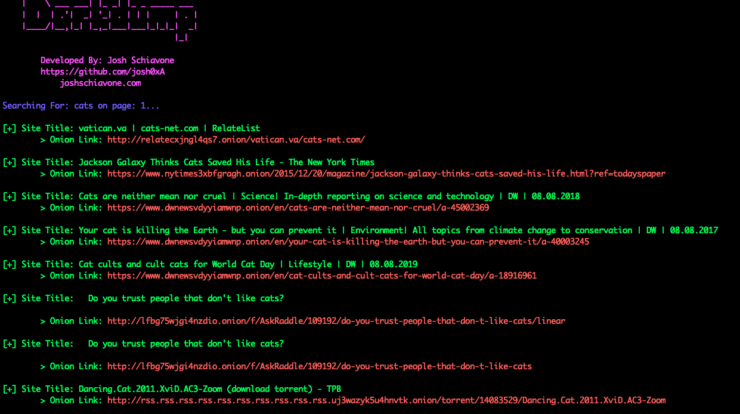 Developed By: Josh Schiavone
https://github.com/josh0xA
joshschiavone.com
Searching For: cats on page: 1...
[+] Site Title: vatican.va | cats-net.com | RelateList
> Onion Link: http://relatecxjngl4qs7.onion/vatican.va/cats-net.com/
[+] Site Title: Jackson Galaxy Thinks Cats Saved His Life - The New York Times
> Onion Link: https://www.nytimes3xbfgragh.onion/2015/12/20/magazine/jackson-galaxy-thinks-cats-saved-his-life.html?ref=todayspaper
[+] Site Title: Cats are neither mean nor cruel | Science! In-depth reporting on science and technology | DW | 08.08.2018
> Onion Link: https://www.dwnewsvdyyiamwnp.onion/en/cats-are-neither-mean-nor-cruel/a-45002369
[+] Site Title: Your cat is killing the Earth - but you can prevent it | Environment! All topics from climate change to conservation | DW | 08.08.2017
> Onion Link: https://www.dwnewsvdyyiamwnp.onion/en/your-cat-is-killing-the-earth-but-you-can-prevent-it/a-40003245
[+] Site Title: Cat cults and cult cats for World Cat Day | Lifestyle | DW | 08.08.2019
> Onion Link: https://www.dwnewsvdyyiamwnp.onion/en/cat-cults-and-cult-cats-for-world-cat-day/a-18916961
[+] Site Title: Do you trust people that don't like cats?
> Onion Link: http://lfbg75wjgi4nzdio.onion/f/AskRaddle/109192/do-you-trust-people-that-don-t-like-cats/linear
[+] Site Title: Do you trust people that don't like cats?
> Onion Link: http://lfbg75wjgi4nzdio.onion/f/AskRaddle/109192/do-you-trust-people-that-don-t-like-cats
[+] Site Title: Dancing.Cat.2011.XviD.AC3-Zoom (download torrent) - TPB
> Onion Link: http://rss.rss.rss.rss.rss.rss.rss.rss.rss.uj3wazyk5u4hnvtk.onion/torrent/14083529/Dancing.Cat.2011.XviD.AC3-Zoom